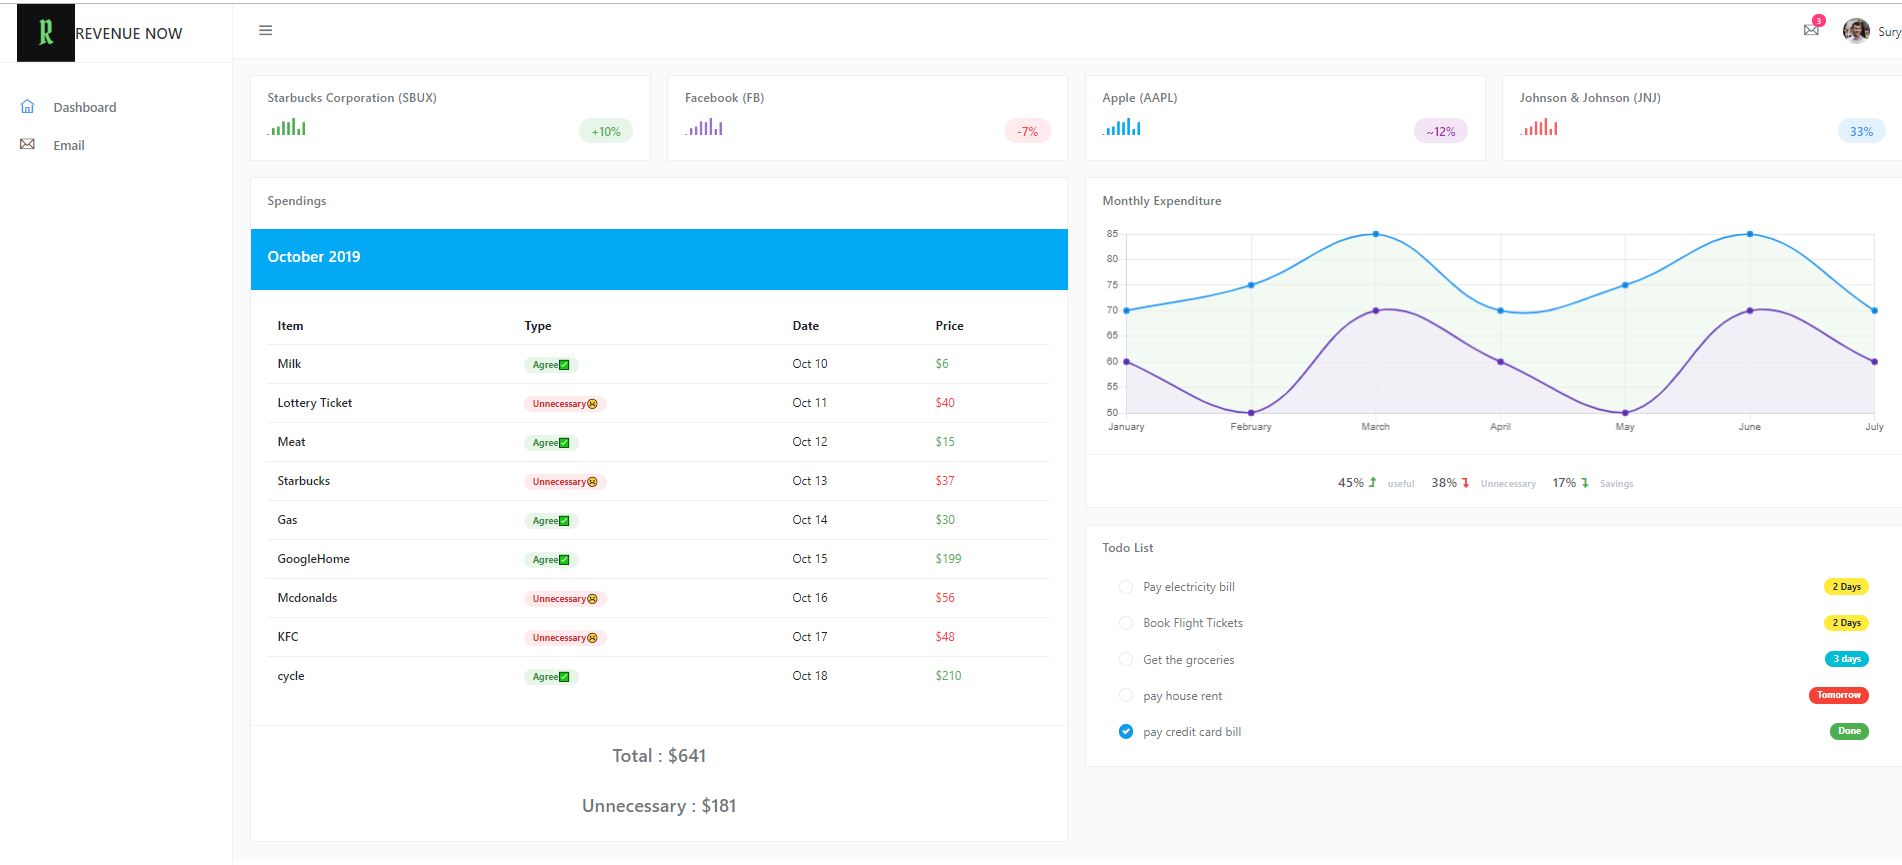 R
REVENUE NOW
3
Sury
Dashboard
Email
Starbucks Corporation (SBUX)
+10%
Facebook (FB)
-7%
Apple (AAPL)
~12%
Johnson & Johnson (JNJ)
33%
Spendings
October 2019
Item Type Date Price
Milk Agree✅ Oct 10 $6
Lottery Ticket Unnecessary☹ Oct 11 $40
Meat Agree✅ Oct 12 $15
Starbucks Unnecessary☹ Oct 13 $37
Gas Agree✅ Oct 14 $30
GoogleHome Agree✅ Oct 15 $199
Mcdonalds Unnecessary☹ Oct 16 $56
KFC Unnecessary☹ Oct 17 $48
cycle Agree✅ Oct 18 $210
Total : $641
Unnecessary : $181
Monthly Expenditure
85
80
75
70
65
60
55
50
January February March April May June July
45% useful 38% Unnecessary 17% Savings
Todo List
Pay electricity bill 2 Days
Book Flight Tickets 2 Days
Get the groceries 3 days
pay house rent Tomorrow
pay credit card bill Done